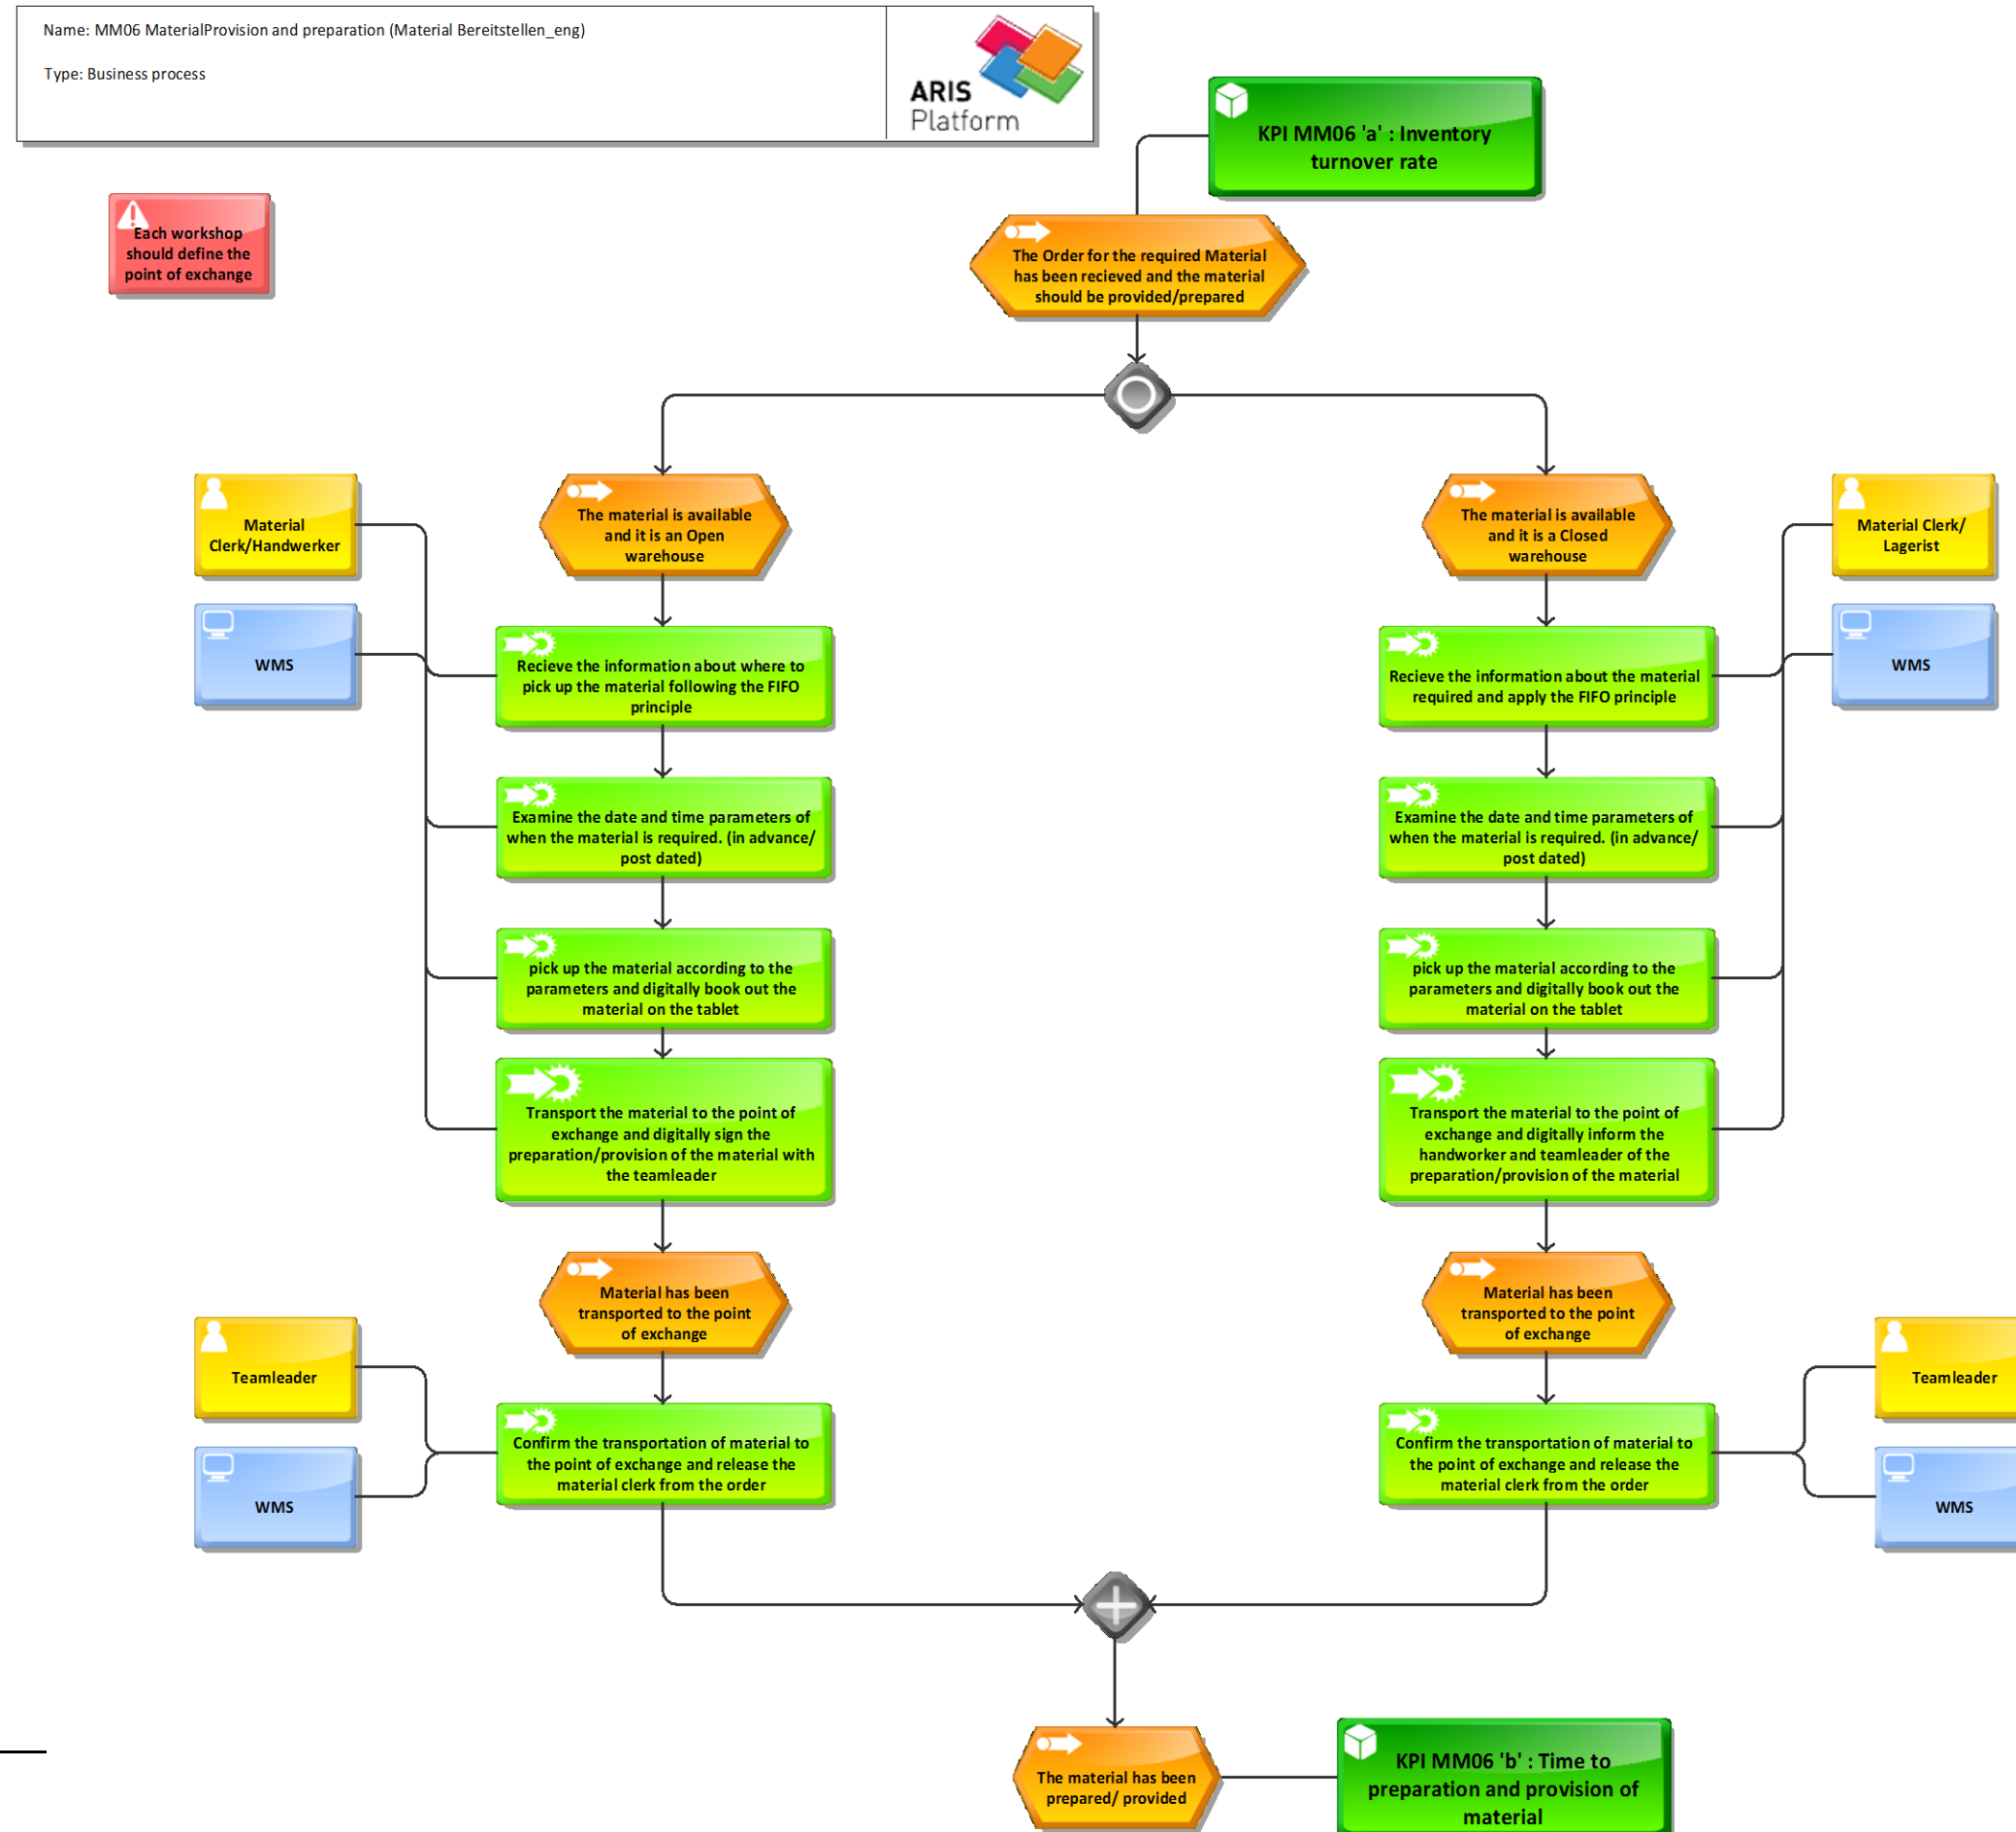 Name: MM06 MaterialProvision and preparation (Material Bereitstellen_eng)
Type: Business process
ARIS
Platform
KPI MM06 'a' : Inventory
turnover rate
Each workshop
should define the
point of exchange
The Order for the required Material
has been recieved and the material
should be provided/prepared
Material
Clerk/Handwerker
The material is available
and it is an Open
warehouse
The material is available
and it is a Closed
warehouse
Material Clerk/
Lagerist
WMS
Recieve the information about where to
pick up the material following the FIFO
principle
Recieve the information about the material
required and apply the FIFO principle
WMS
Examine the date and time parameters of
when the material is required. (in advance/
post dated)
Examine the date and time parameters of
when the material is required. (in advance/
post dated)
pick up the material according to the
parameters and digitally book out the
material on the tablet
pick up the material according to the
parameters and digitally book out the
material on the tablet
Transport the material to the point of
exchange and digitally sign the
preparation/provision of the material with
the teamleader
Transport the material to the point of
exchange and digitally inform the
handworker and teamleader of the
preparation/provision of the material
Material has been
transported to the point
of exchange
Material has been
transported to the point
of exchange
Teamleader
Teamleader
Confirm the transportation of material to
the point of exchange and release the
material clerk from the order
Confirm the transportation of material to
the point of exchange and release the
material clerk from the order
WMS
WMS
The material has been
prepared/ provided
KPI MM06 'b' : Time to
preparation and provision of
material